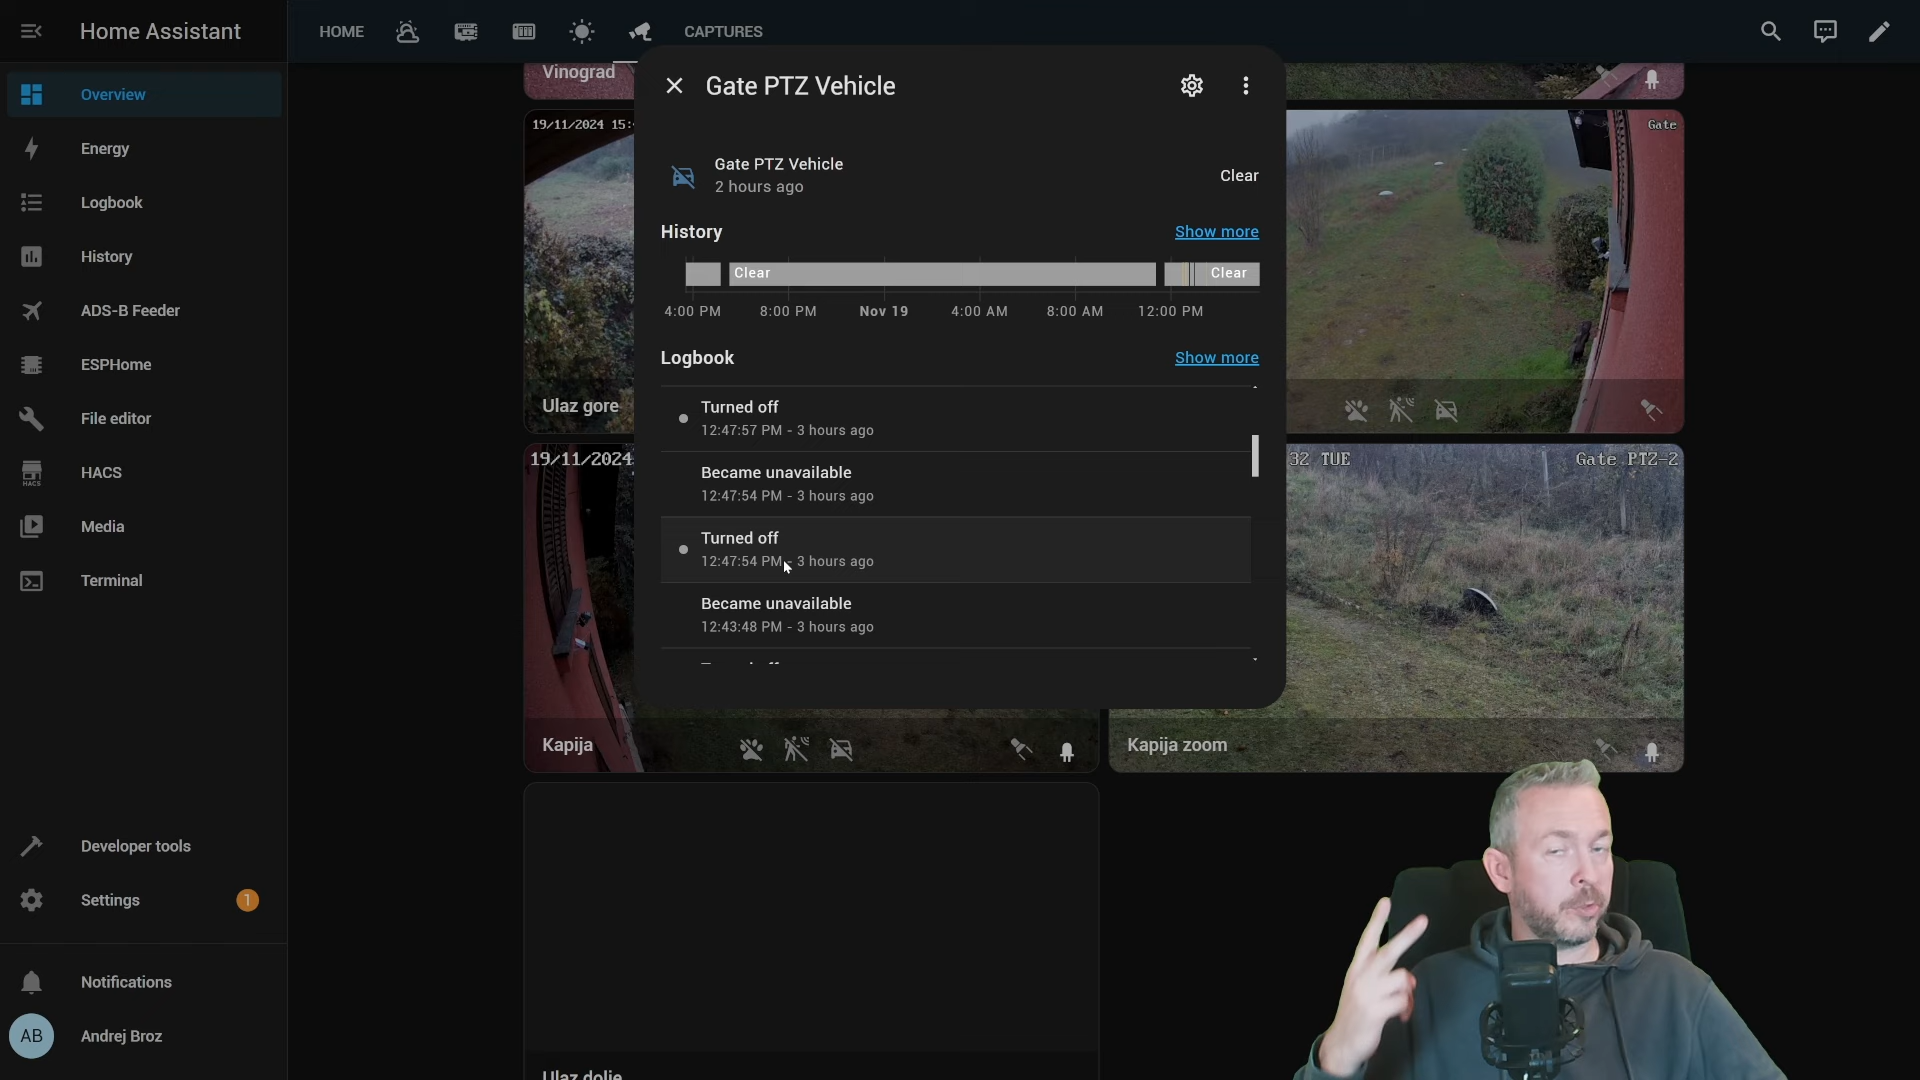 Home Assistant
HOME
CAPTURES
Overview
Energy
Logbook
History
ADS-B Feeder
ESPHome
File editor
HACS
HACS
Media
Terminal
Developer tools
Settings
1
Notifications
AB
Andrej Broz
Vinograd
19/11/2024 15:
Ulaz gore
Gate
19/11/2024
Kapija
32 TUE
Gate PTZ-2
Kapija zoom
Ulaz dolje
Gate PTZ Vehicle
Gate PTZ Vehicle
2 hours ago
Clear
History
Show more
Clear
Clear
4:00 PM
8:00 PM
Nov 19
4:00 AM
8:00 AM
12:00 PM
Logbook
Show more
Turned off
12:47:57 PM - 3 hours ago
Became unavailable
12:47:54 PM - 3 hours ago
Turned off
12:47:54 PM - 3 hours ago
Became unavailable
12:43:48 PM - 3 hours ago